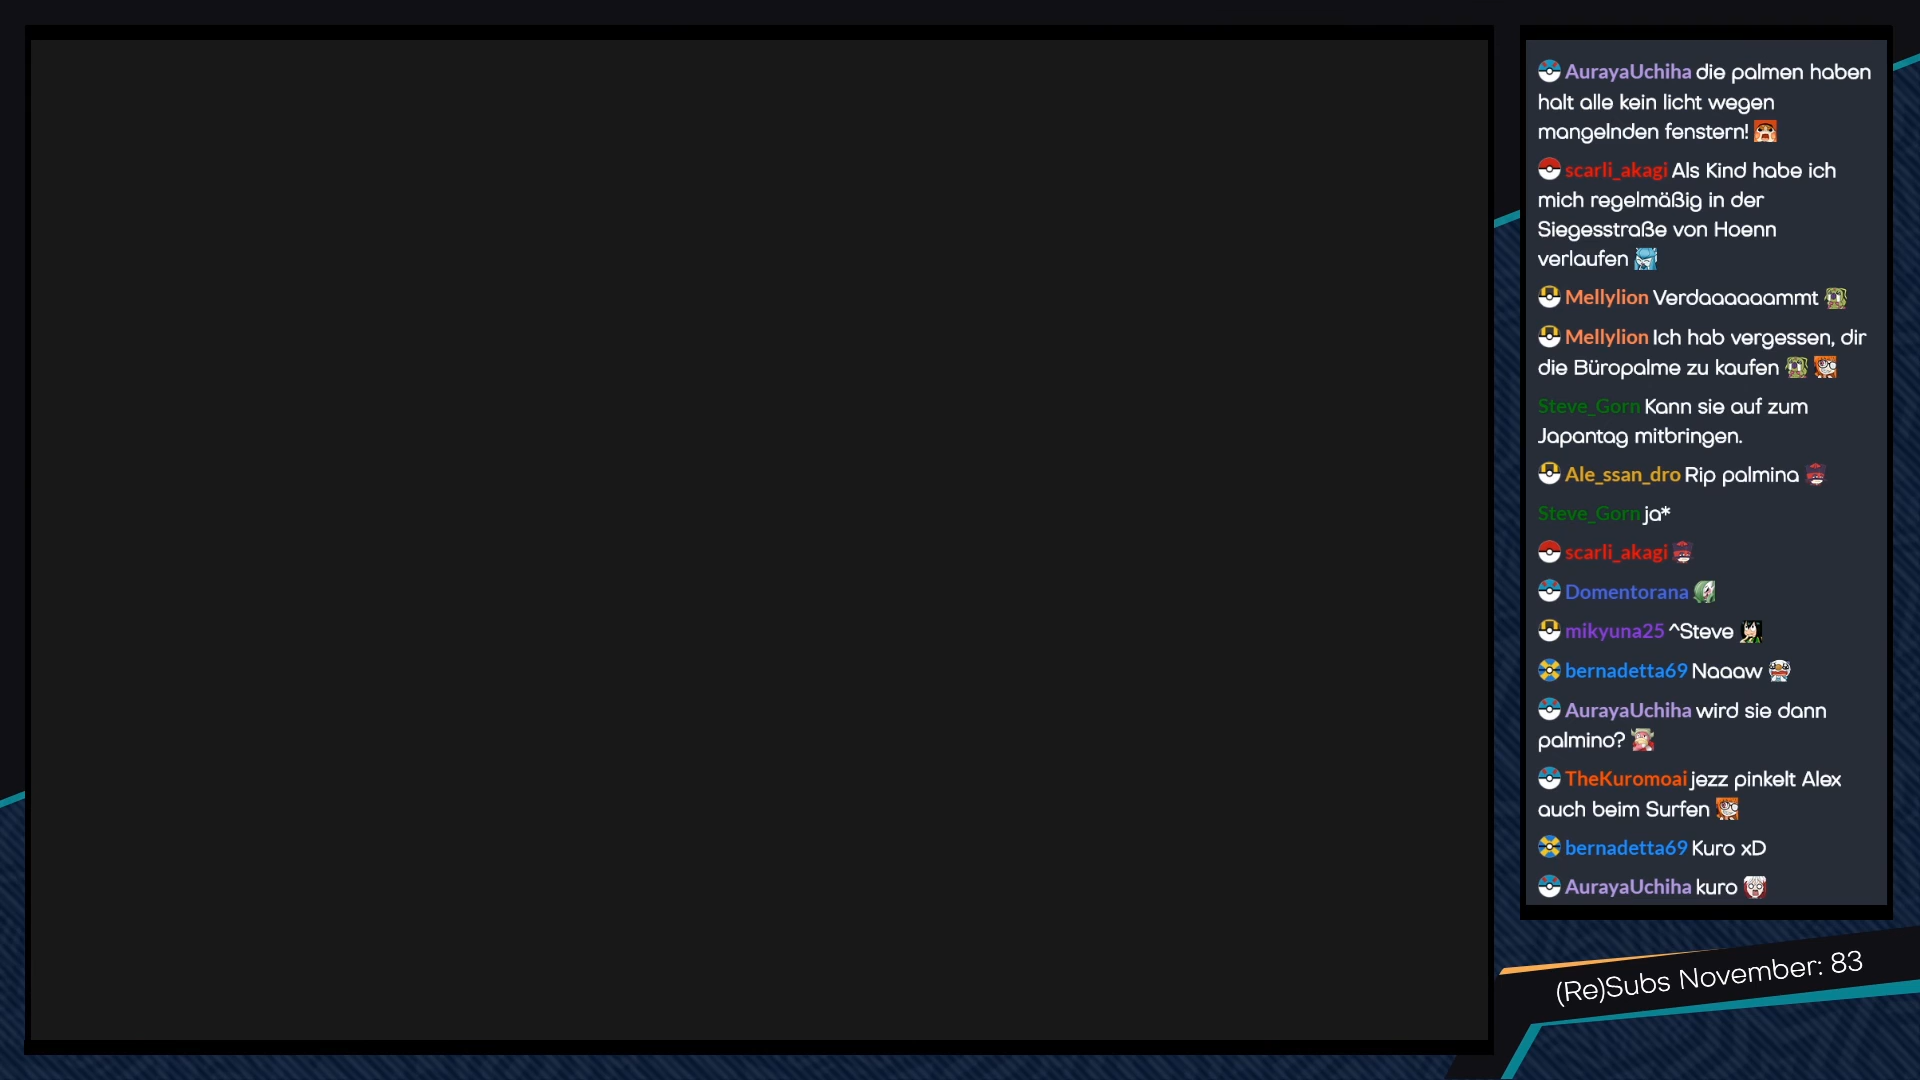 AurayaUchiha die palmen haben
halt alle kein licht wegen
mangelnden fenstern!
scarli_akagi Als Kind habe ich
mich regelmäßig in der
Siegesstraße von Hoenn
verlaufen
Mellylion Verdaaaaaammt
Mellylion Ich hab vergessen, dir
die Büropalme zu kaufen
Steve_Gorn Kann sie auf zum
Japantag mitbringen.
Ale_ssan_dro Rip palmina
Steve_Gorn ja*
scarli_akagi
Domentorana
mikyuna25 ^Steve
bernadetta69 Naaaw
AurayaUchiha wird sie dann
palmino?
TheKuromoai jezz pinkelt Alex
auch beim Surfen
bernadetta69 Kuro xD
AurayaUchiha kuro
(Re)Subs November: 83